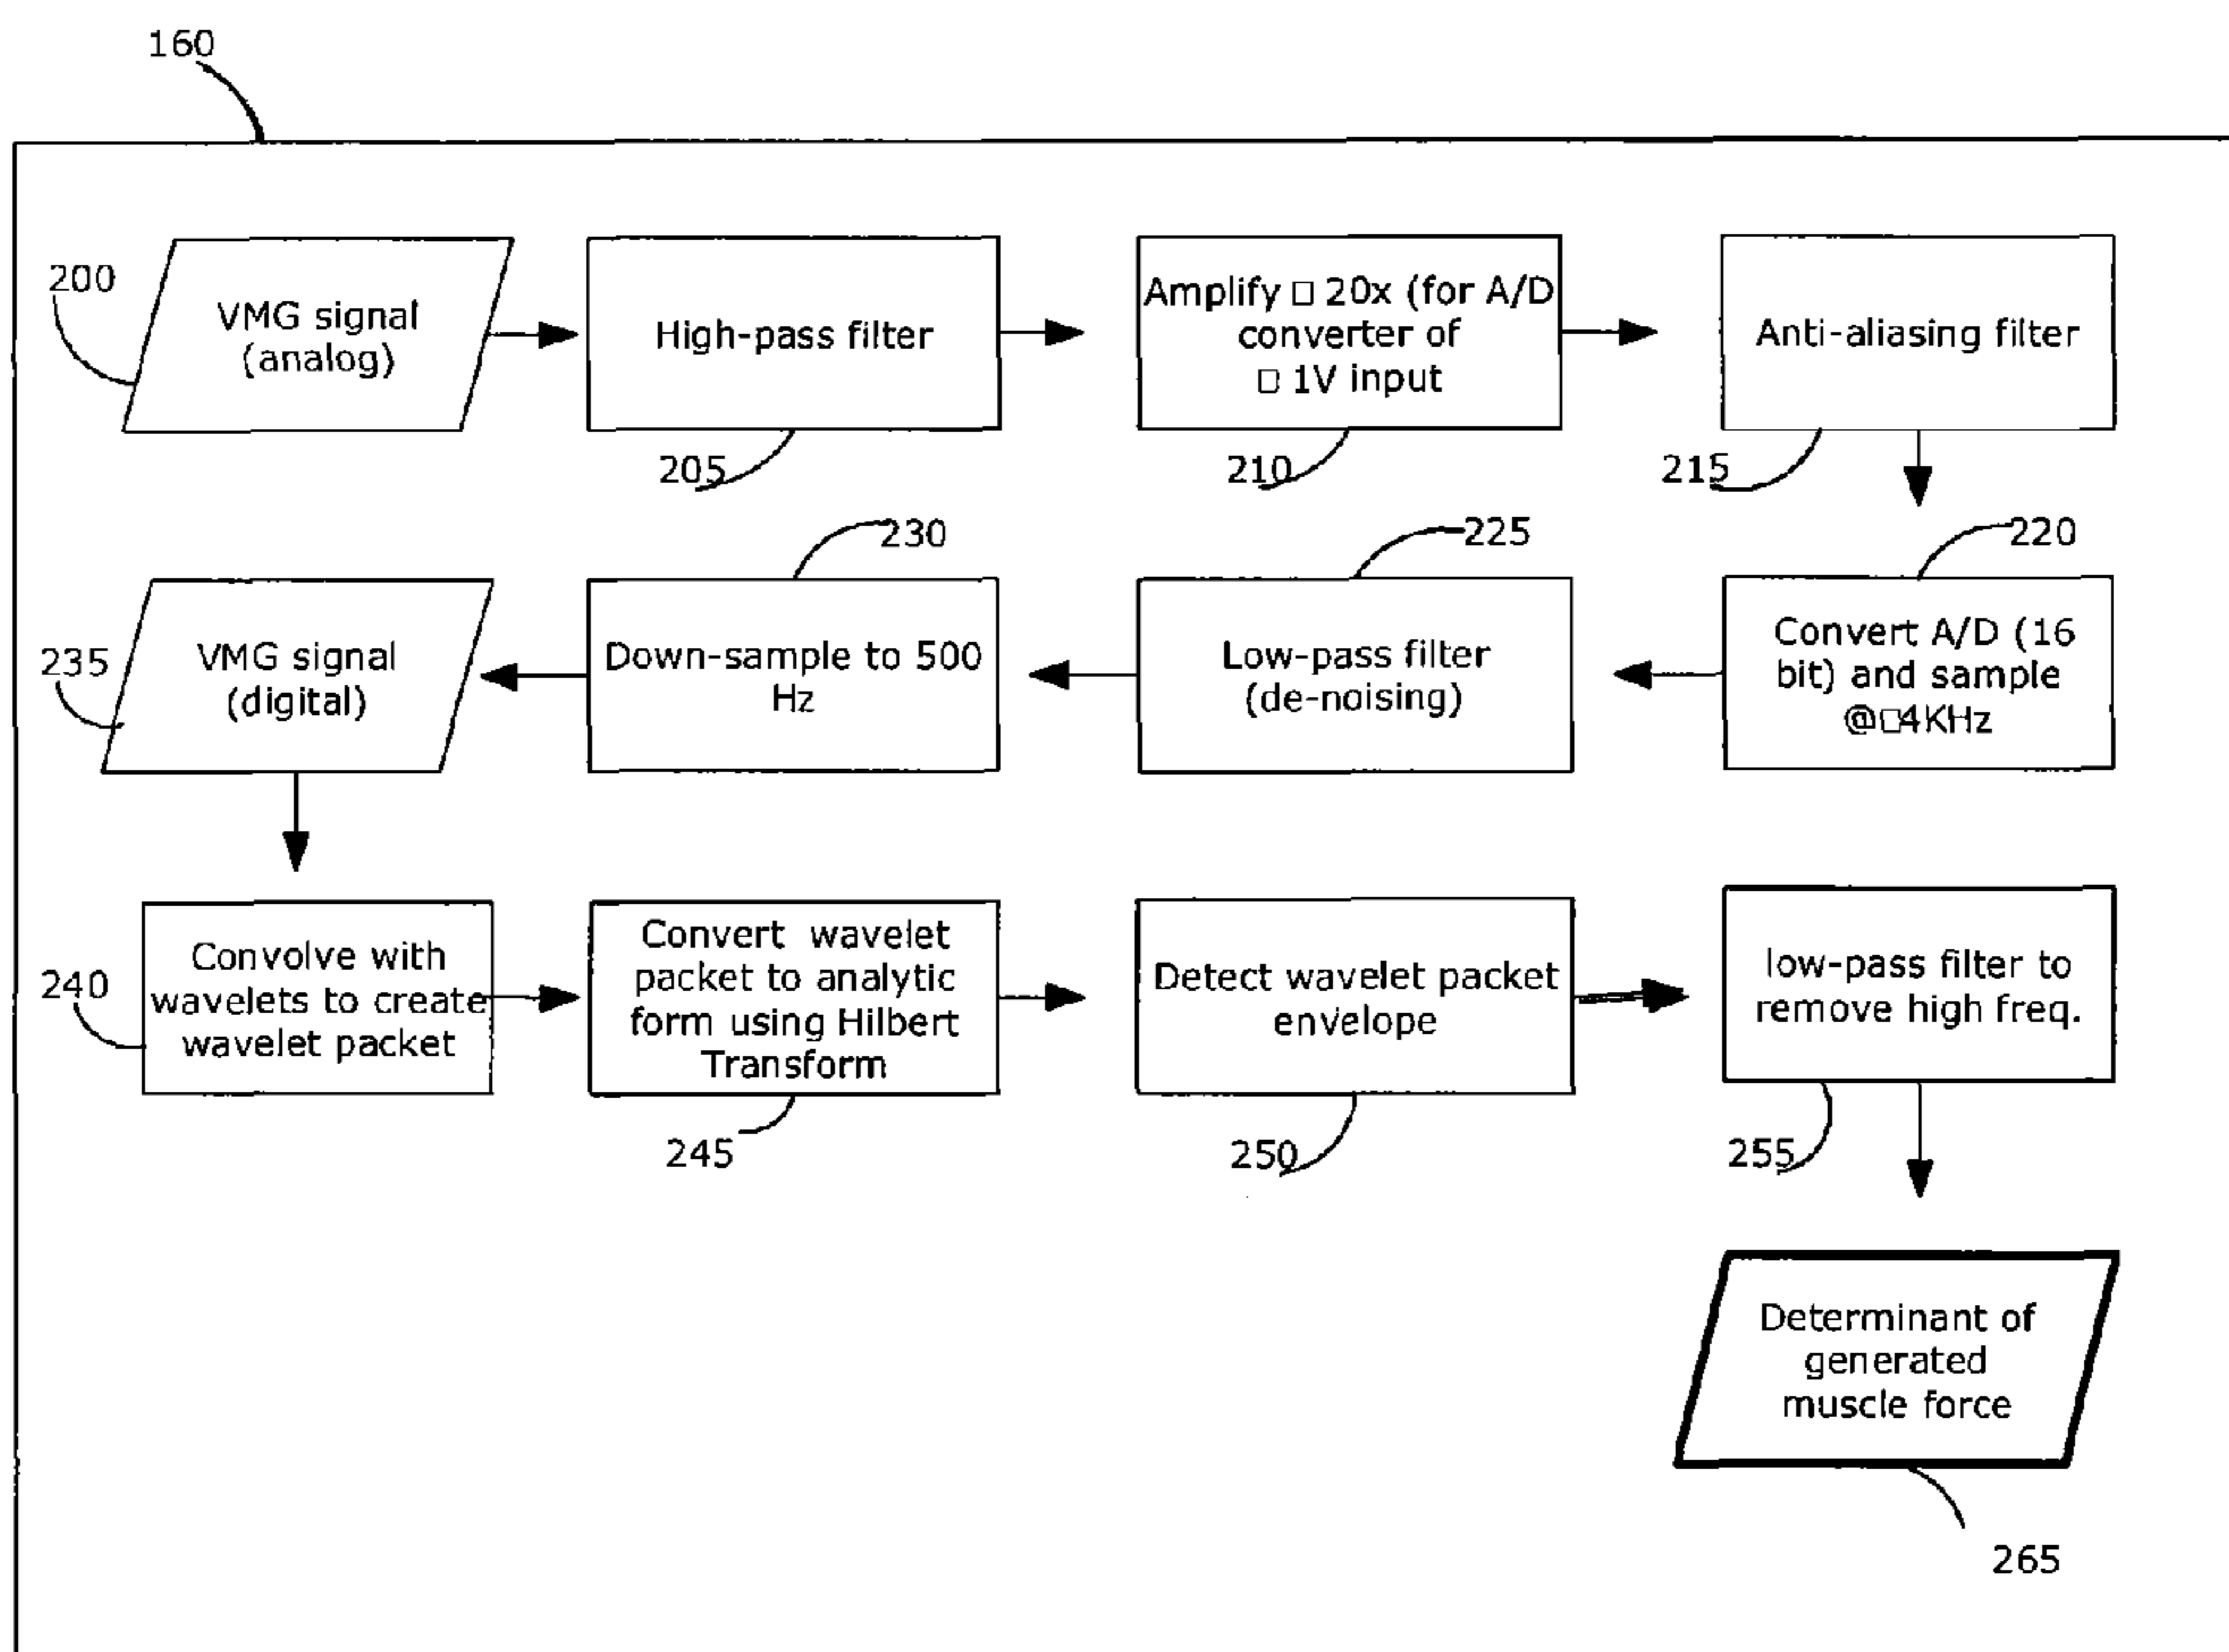 160
200
VMG signal
(analog)
High-pass filter
205
Amplify □ 20x (for A/D
converter of
□ 1V input
210
Anti-aliasing filter
215
220
Convert A/D (16
bit) and sample
@□4KHz
225
Low-pass filter
(de-noising)
230
Down-sample to 500
Hz
235
VMG signal
(digital)
240
Convolve with
wavelets to create
wavelet packet
Convert wavelet
packet to analytic
form using Hilbert
Transform
245
Detect wavelet packet
envelope
250
low-pass filter to
remove high freq.
255
Determinant of
generated
muscle force
265